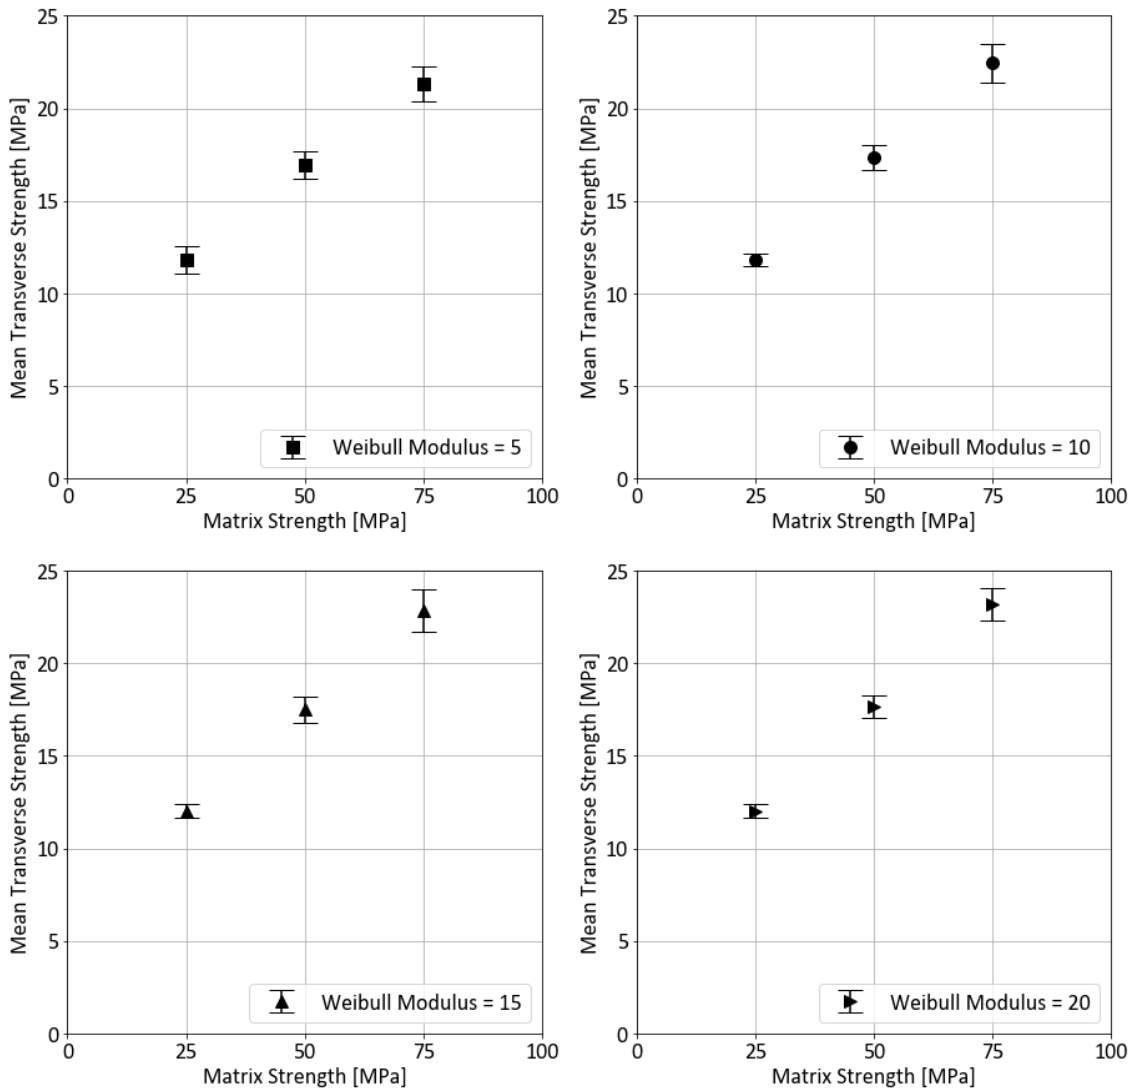 25
20
15
10
5
0
Mean Transverse Strength [MPa]
Weibull Modulus = 5
0 25 50 75 100
Matrix Strength [MPa]
25
20
15
10
5
0
Mean Transverse Strength [MPa]
Weibull Modulus = 10
0 25 50 75 100
Matrix Strength [MPa]
25
20
15
10
5
0
Mean Transverse Strength [MPa]
Weibull Modulus = 15
0 25 50 75 100
Matrix Strength [MPa]
25
20
15
10
5
0
Mean Transverse Strength [MPa]
Weibull Modulus = 20
0 25 50 75 100
Matrix Strength [MPa]